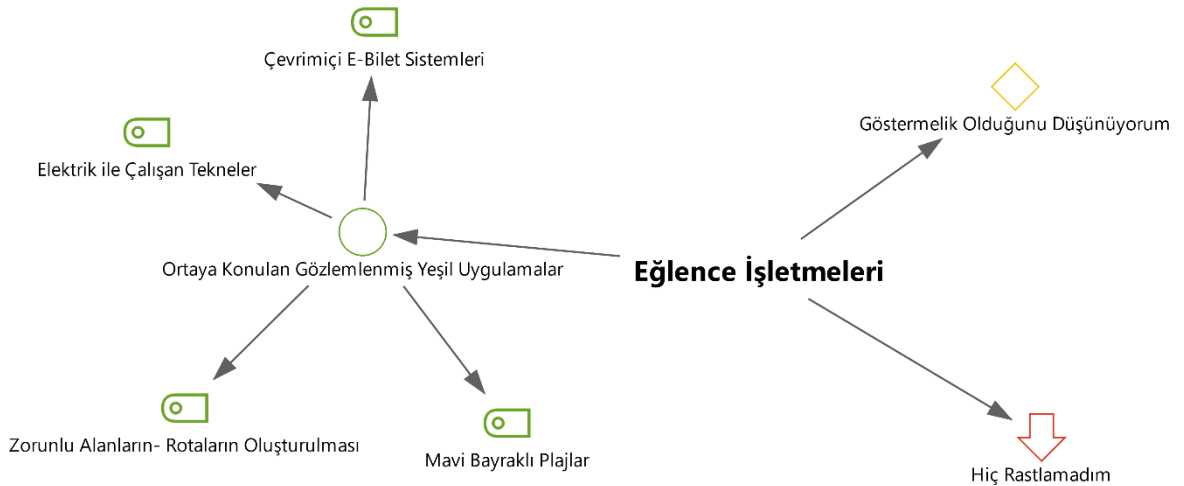 Çevrimiçi E-Bilet Sistemleri
Göstermelik Olduğunu Düşünüyorum
Elektrik ile Çalışan Tekneler
Ortaya Konulan Gözlemlenmiş Yeşil Uygulamalar
Eğlence İşletmeleri
Zorunlu Alanların- Rotaların Oluşturulması
Mavi Bayraklı Plajlar
Hiç Rastlamadım